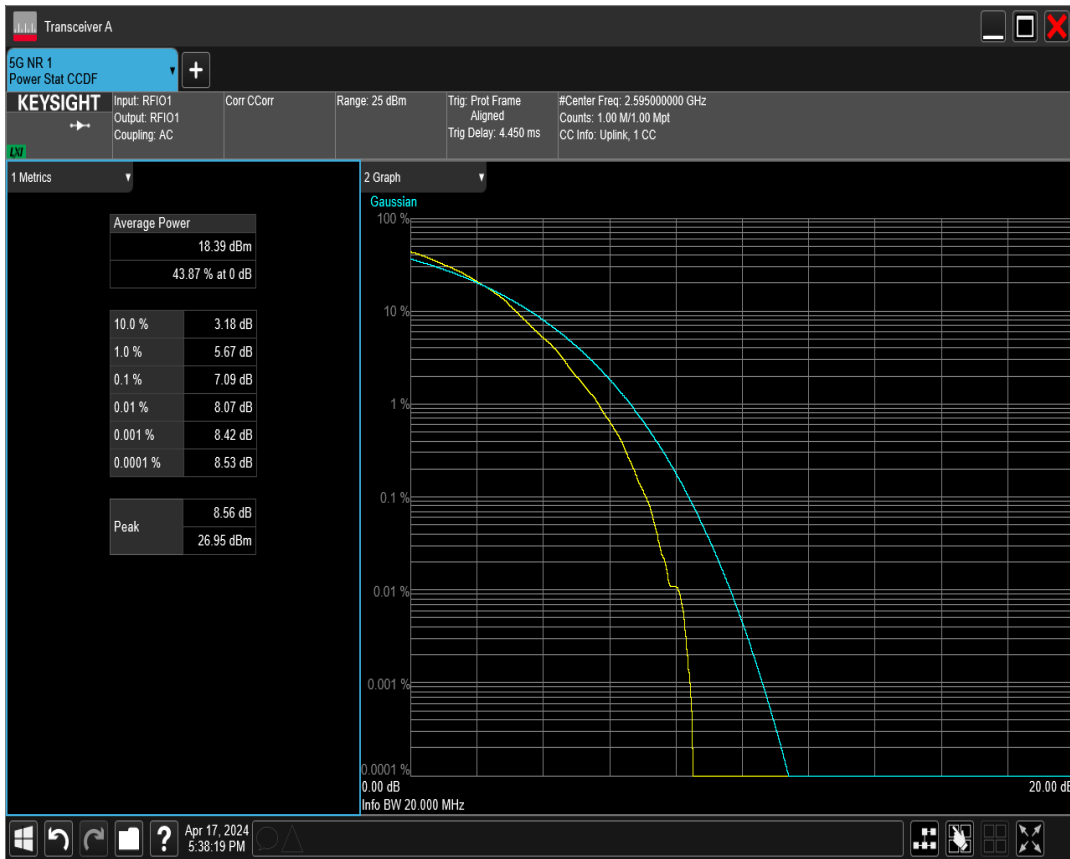 Transceiver A
5G NR 1
Power Stat CCDF
+
KEYSIGHT
LXI
Input: RFIO1
Output: RFIO1
Coupling: AC
Corr CCorr
Range: 25 dBm
Trig: Prot Frame
Aligned
Trig Delay: 4.450 ms
#Center Freq: 2.595000000 GHz
Counts: 1.00 M/1.00 Mpt
CC Info: Uplink, 1 CC
1 Metrics
Average Power
18.39 dBm
43.87 % at 0 dB
10.0 % 3.18 dB
1.0 % 5.67 dB
0.1 % 7.09 dB
0.01 % 8.07 dB
0.001 % 8.42 dB
0.0001 % 8.53 dB
Peak
8.56 dB
26.95 dBm
2 Graph
Gaussian
100 %
10 %
1 %
0.1 %
0.01 %
0.001 %
0.0001 %
0.00 dB 20.00 dB
Info BW 20.000 MHz
?
Apr 17, 2024
5:38:19 PM